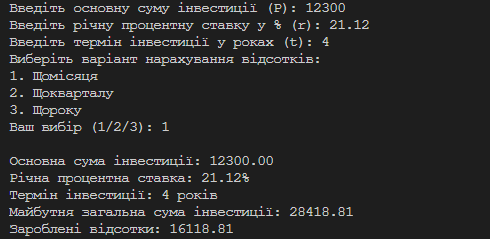 Введіть основну суму інвестиції (P): 12300
Введіть річну процентну ставку у % (r): 21.12
Введіть термін інвестиції у роках (t): 4
Виберіть варіант нарахування відсотків:
1. Щомісяця
2. Щокварталу
3. Щороку
Ваш вибір (1/2/3): 1
Основна сума інвестиції: 12300.00
Річна процентна ставка: 21.12%
Термін інвестиції: 4 років
Майбутня загальна сума інвестиції: 28418.81
Зароблені відсотки: 16118.81